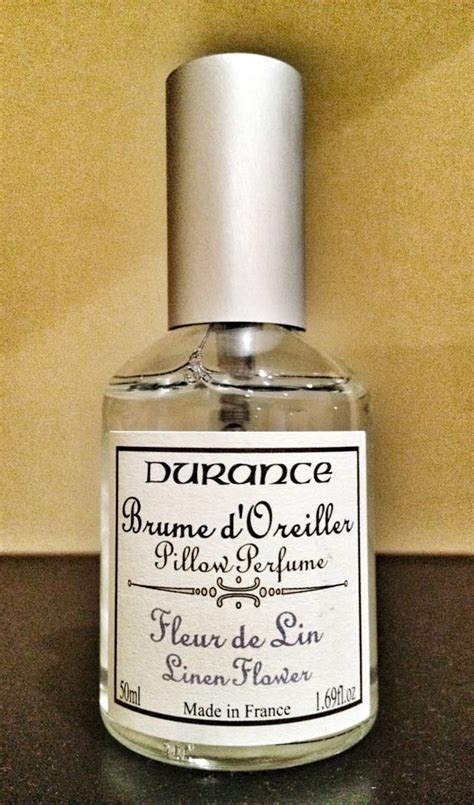 DURANCE
Brume d'Oreiller
Pillow Perfume
Fleur de Lin
Linen Flower
50ml 1.69fl.oz
Made in France